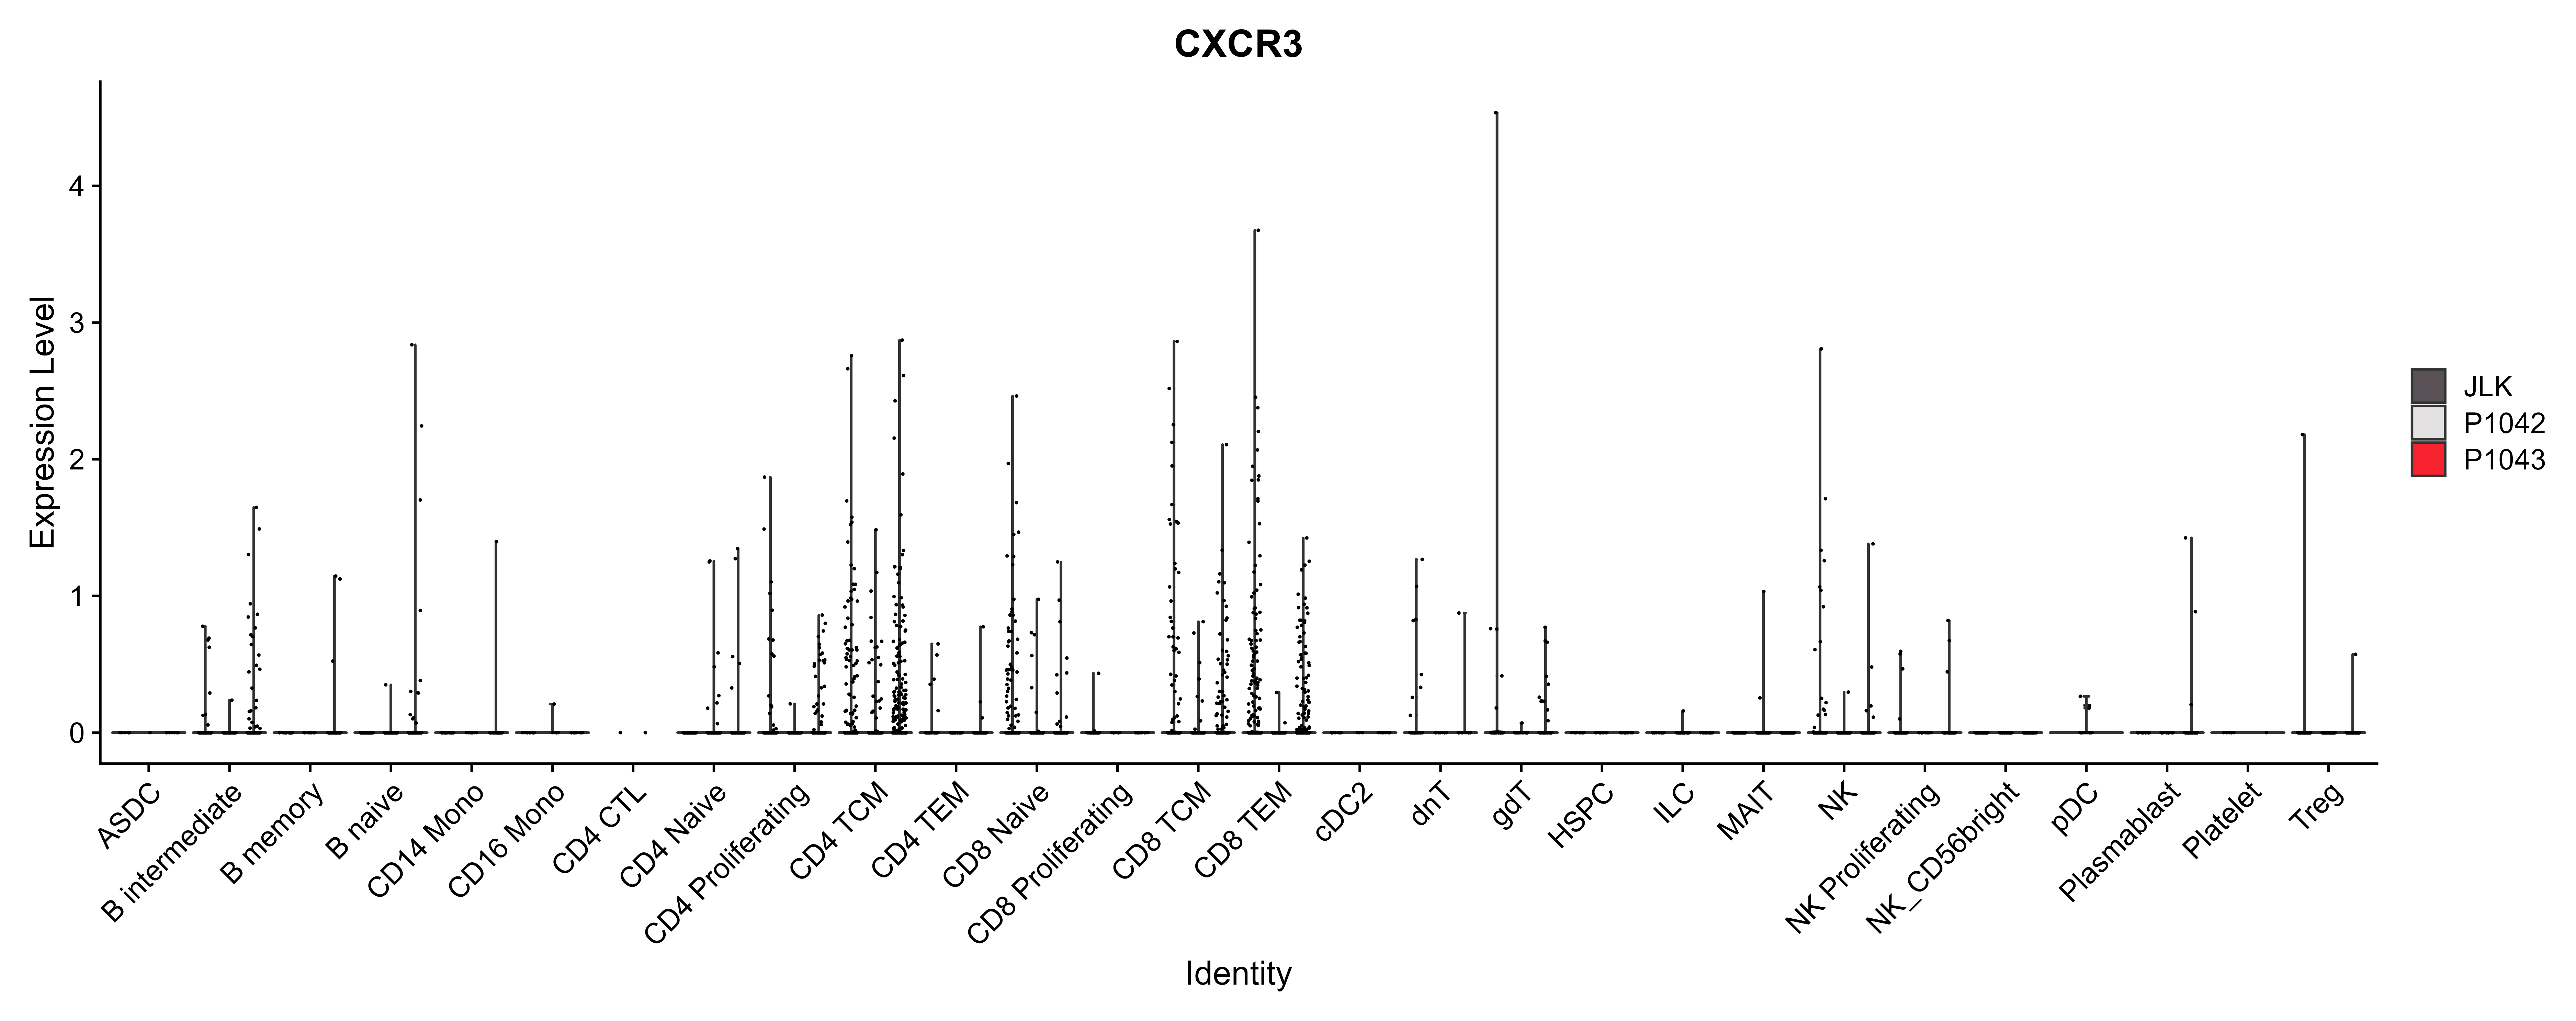 CXCR3
Expression Level
4
3
2
1
0
JLK
P1042
P1043
ASDC
B intermediate
B memory
B naive
CD14 Mono
CD16 Mono
CD4 CTL
CD4 Naive
CD4 Proliferating
CD4 TCM
CD4 TEM
CD8 Naive
CD8 Proliferating
CD8 TCM
CD8 TEM
cDC2
dnT
gdT
HSPC
ILC
MAIT
NK
NK Proliferating
NK_CD56bright
pDC
Plasmablast
Platelet
Treg
Identity